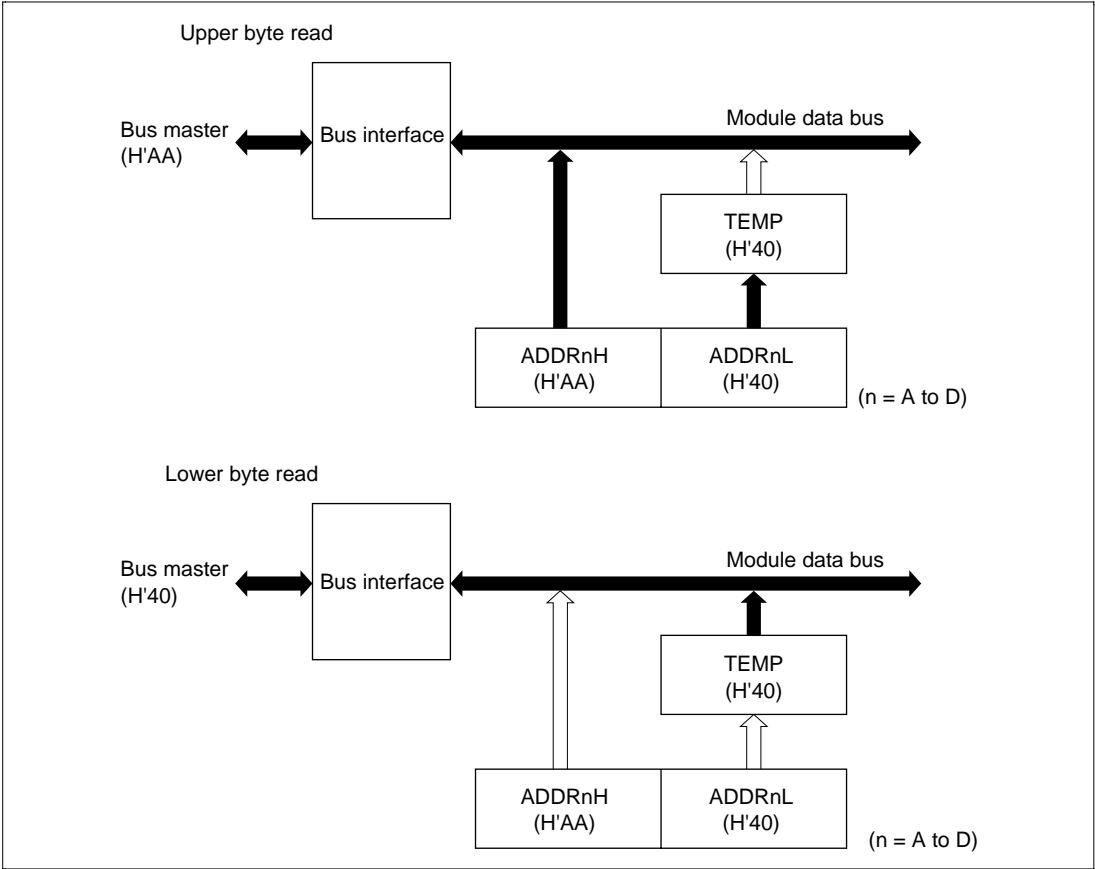 Upper byte read
Bus master
(H'AA)
Bus interface
Module data bus
TEMP
(H'40)
ADDRnH
(H'AA)
ADDRnL
(H'40)
(n = A to D)
Lower byte read
Bus master
(H'40)
Bus interface
Module data bus
TEMP
(H'40)
ADDRnH
(H'AA)
ADDRnL
(H'40)
(n = A to D)